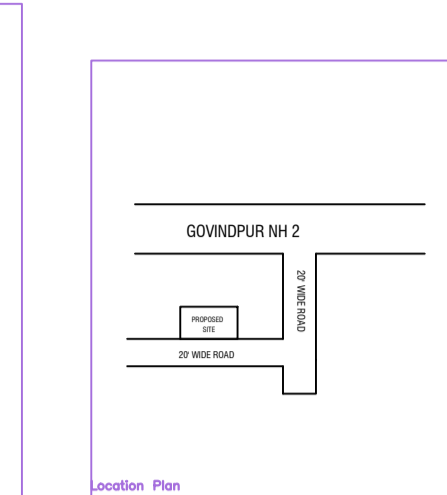 GOVINDPUR NH 2
20' WIDE ROAD
PROPOSED
SITE
20' WIDE ROAD
Location Plan